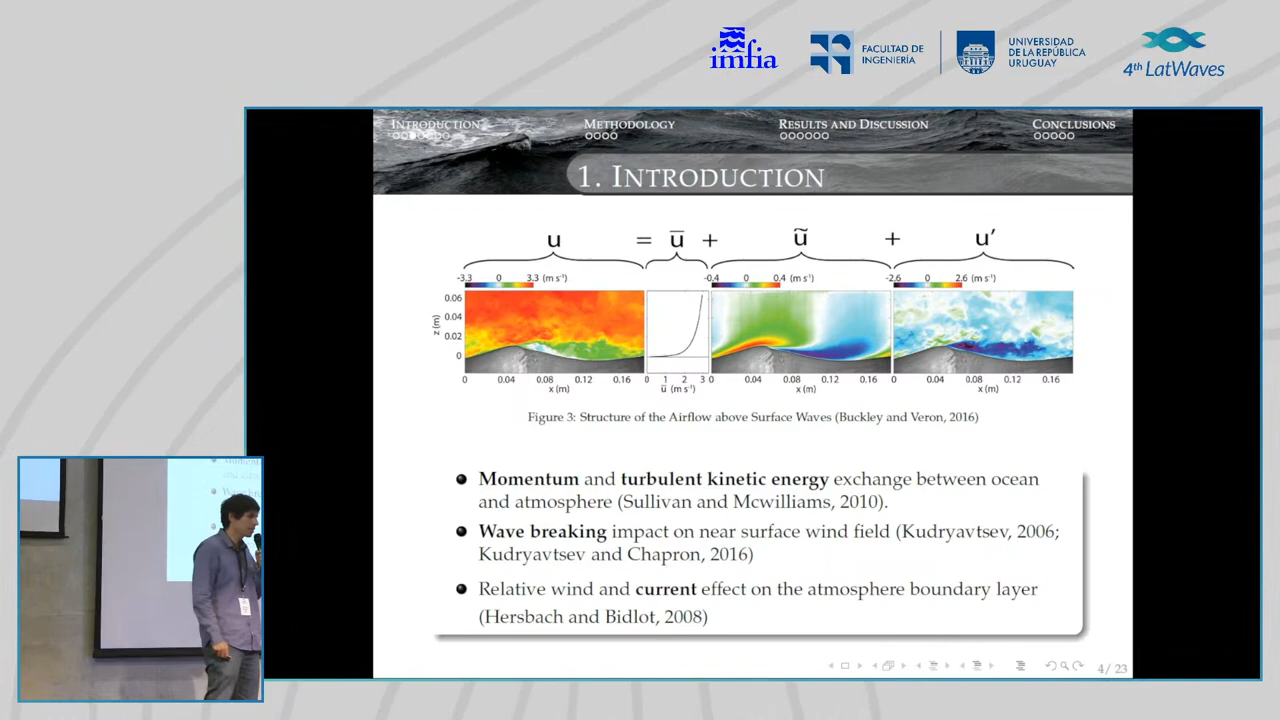 imfia
FACULTAD DE
INGENIERÍA
UNIVERSIDAD
DE LA REPÚBLICA
URUGUAY
4th LatWaves
INTRODUCTION
METHODOLOGY
RESULTS AND DISCUSSION
CONCLUSIONS
1. INTRODUCTION
u = u̅ + ũ + u′
-3.3 0 3.3 (m s⁻¹)
-0.4 0 0.4 (m s⁻¹)
-2.6 0 2.6 (m s⁻¹)
z (m)
0.06
0.04
0.02
0
0 0.04 0.08 0.12 0.16
0 1 2 3
0 0.04 0.08 0.12 0.16
0 0.04 0.08 0.12 0.16
x (m)
u̅ (m s⁻¹)
x (m)
x (m)
Figure 3: Structure of the Airflow above Surface Waves (Buckley and Veron, 2016)
Momentum and turbulent kinetic energy exchange between ocean
and atmosphere (Sullivan and Mcwilliams, 2010).
Wave breaking impact on near surface wind field (Kudryavtsev, 2006;
Kudryavtsev and Chapron, 2016)
Relative wind and current effect on the atmosphere boundary layer
(Hersbach and Bidlot, 2008)
4 / 23